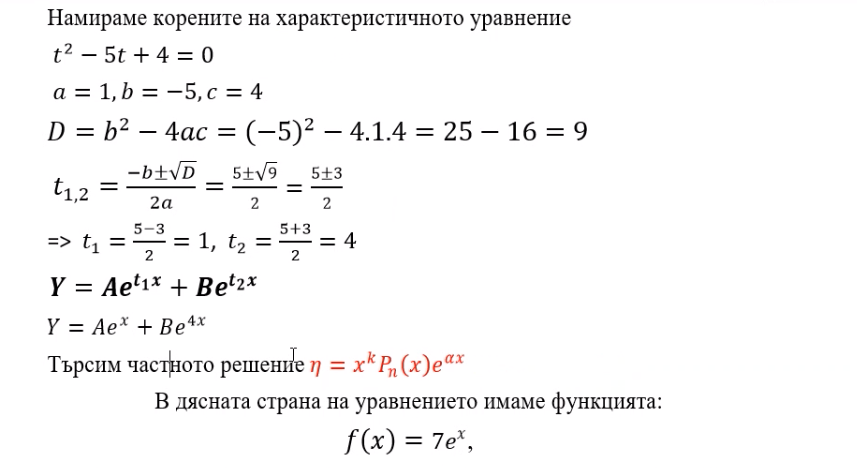 Намираме корените на характеристичното уравнение
t² − 5t + 4 = 0
a = 1, b = −5, c = 4
D = b² − 4ac = (−5)² − 4.1.4 = 25 − 16 = 9
t₁,₂ = (−b±√D)/(2a) = (5±√9)/2 = (5±3)/2
=> t₁ = (5−3)/2 = 1, t₂ = (5+3)/2 = 4
Y = Ae^(t₁x) + Be^(t₂x)
Y = Ae^x + Be^(4x)
Търсим частното решение η = x^k Pₙ(x)e^(αx)
В дясната страна на уравнението имаме функцията:
f(x) = 7e^x,